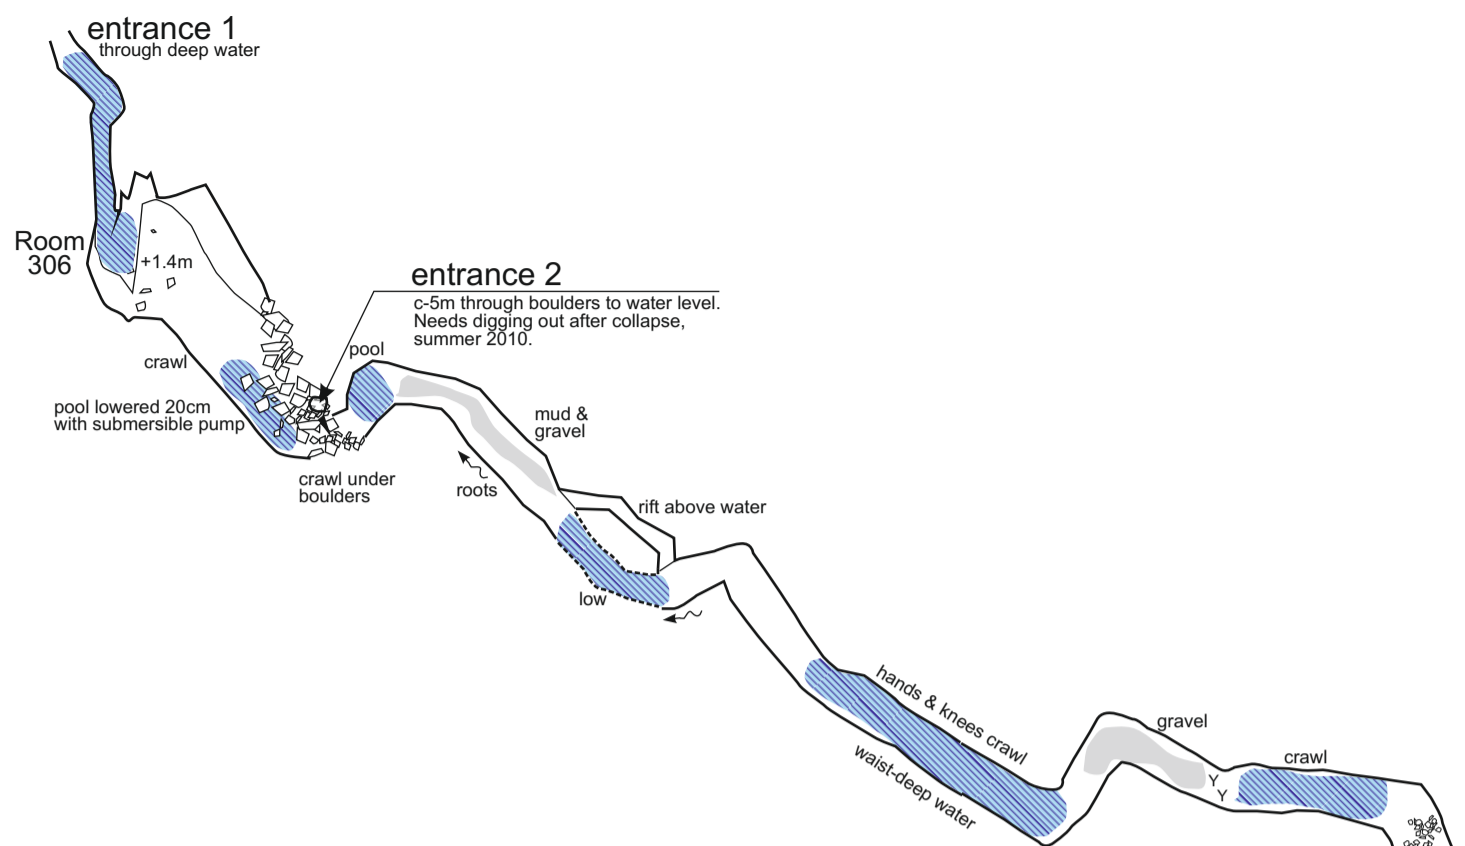 entrance 1
through deep water
Room
306
+1.4m
entrance 2
c-5m through boulders to water level.
Needs digging out after collapse,
summer 2010.
pool
crawl
pool lowered 20cm
with submersible pump
crawl under
boulders
mud &
gravel
roots
rift above water
low
hands & knees crawl
waist-deep water
gravel
Y
Y
crawl